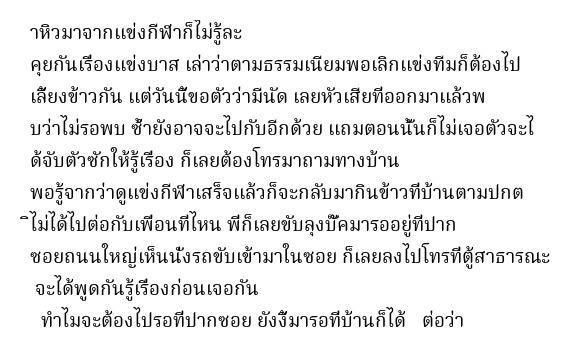 าหิวมาจากแข่งกีฬาก็ไม่รู้ละ
คุยกันเรื่องแข่งบาส เล่าว่าตามธรรมเนียมพอเลิกแข่งทีมก็ต้องไป
เลี้ยงข้าวกัน แต่วันนี้ขอตัวว่ามีนัด เลยหัวเสียที่ออกมาแล้วพ
บว่าไม่รอพบ ซ้ำยังอาจจะไปกับอีกด้วย แถมตอนนั้นก็ไม่เจอตัวจะไ
ด้จับตัวซักให้รู้เรื่อง ก็เลยต้องโทรมาถามทางบ้าน
พอรู้จากว่าดูแข่งกีฬาเสร็จแล้วก็จะกลับมากินข้าวที่บ้านตามปกต
ิไม่ได้ไปต่อกับเพื่อนที่ไหน พี่ก็เลยขับลุงบั๊คมารออยู่ที่ปาก
ซอยถนนใหญ่เห็นนั่งรถขับเข้ามาในซอย ก็เลยลงไปโทรที่ตู้สาธารณะ
จะได้พูดกันรู้เรื่องก่อนเจอกัน
ทำไมจะต้องไปรอที่ปากซอย ยังงี้มารอที่บ้านก็ได้ ต่อว่า